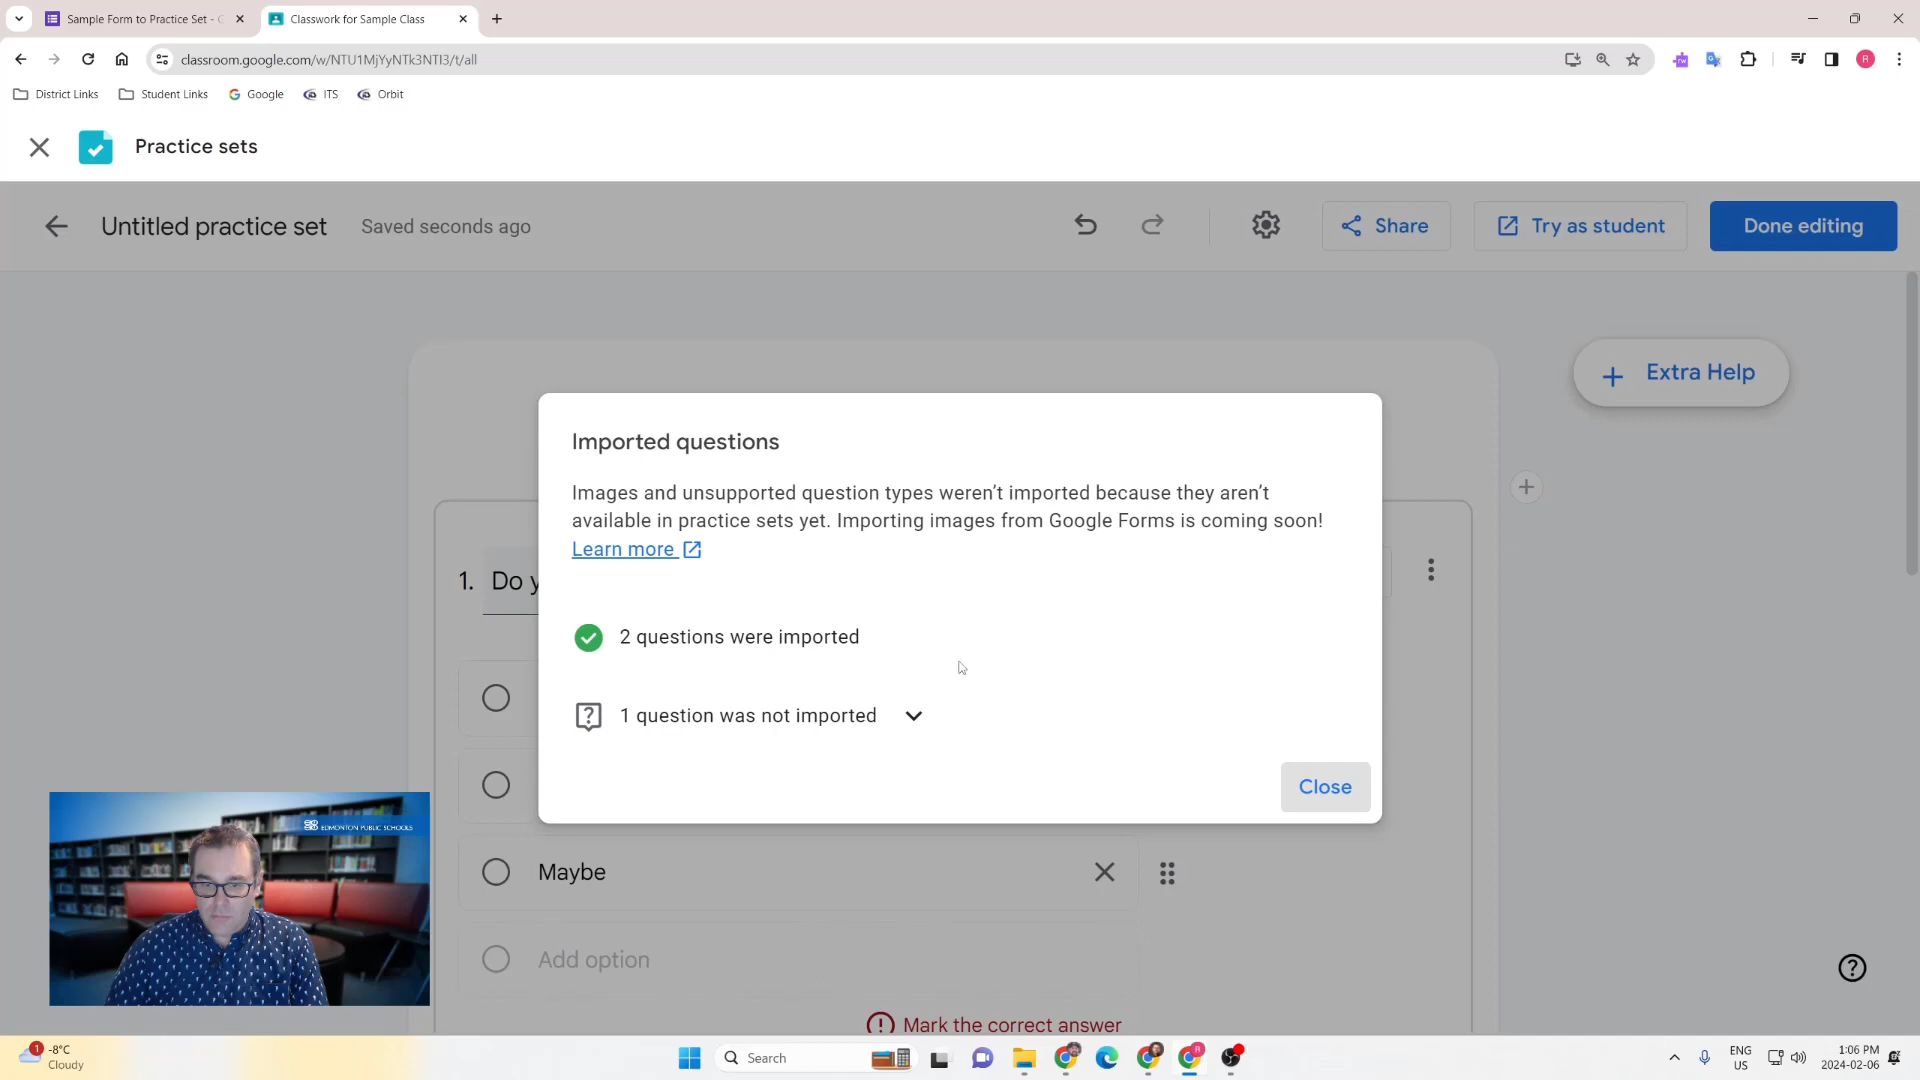 Sample Form to Practice Set -
Classwork for Sample Class
classroom.google.com/w/NTU1MjYyNTk3NTI3/t/all
District Links
Student Links
Google
ITS
Orbit
Practice sets
Untitled practice set
Saved seconds ago
Share
Try as student
Done editing
Extra Help
Imported questions
Images and unsupported question types weren't imported because they aren't
available in practice sets yet. Importing images from Google Forms is coming soon!
Learn more
1. Do y
2 questions were imported
1 question was not imported
Close
EDMONTON PUBLIC SCHOOLS
Maybe
Add option
Mark the correct answer
1
-8°C
Cloudy
Search
ENG
US
1:06 PM
2024-02-06